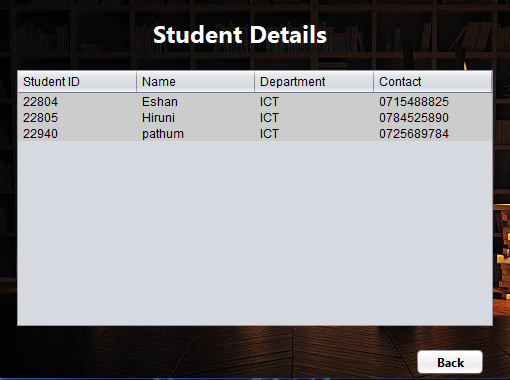 Student Details
Student ID Name Department Contact
22804 Eshan ICT 0715488825
22805 Hiruni ICT 0784525890
22940 pathum ICT 0725689784
Back